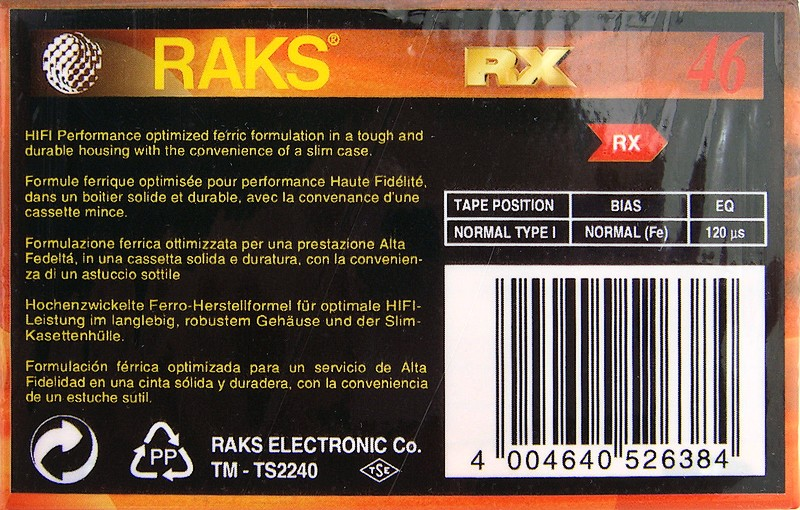 RAKS® RX 46
HIFI Performance optimized ferric formulation in a tough and
durable housing with the convenience of a slim case.
Formule ferrique optimisée pour performance Haute Fidélité,
dans un boitier solide et durable, avec la convenance d'une
cassette mince.
Formulazione ferrica ottimizzata per una prestazione Alta
Fedeltá, in una cassetta solida e duratura, con la convenien-
za di un astuccio sottile
Hochenzwickelte Ferro-Herstellformel für optimale HIFI-
Leistung im langlebig, robustem Gehäuse und der Slim-
Kasettenhülle.
Formulación férrica optimizada para un servicio de Alta
Fidelidad en una cinta sólida y duradera, con la conveniencia
de un estuche sutil.
PP
RAKS ELECTRONIC Co.
TM - TS2240
TSE
RX
TAPE POSITION BIAS EQ
NORMAL TYPE I NORMAL (Fe) 120 µs
4 004640 526384